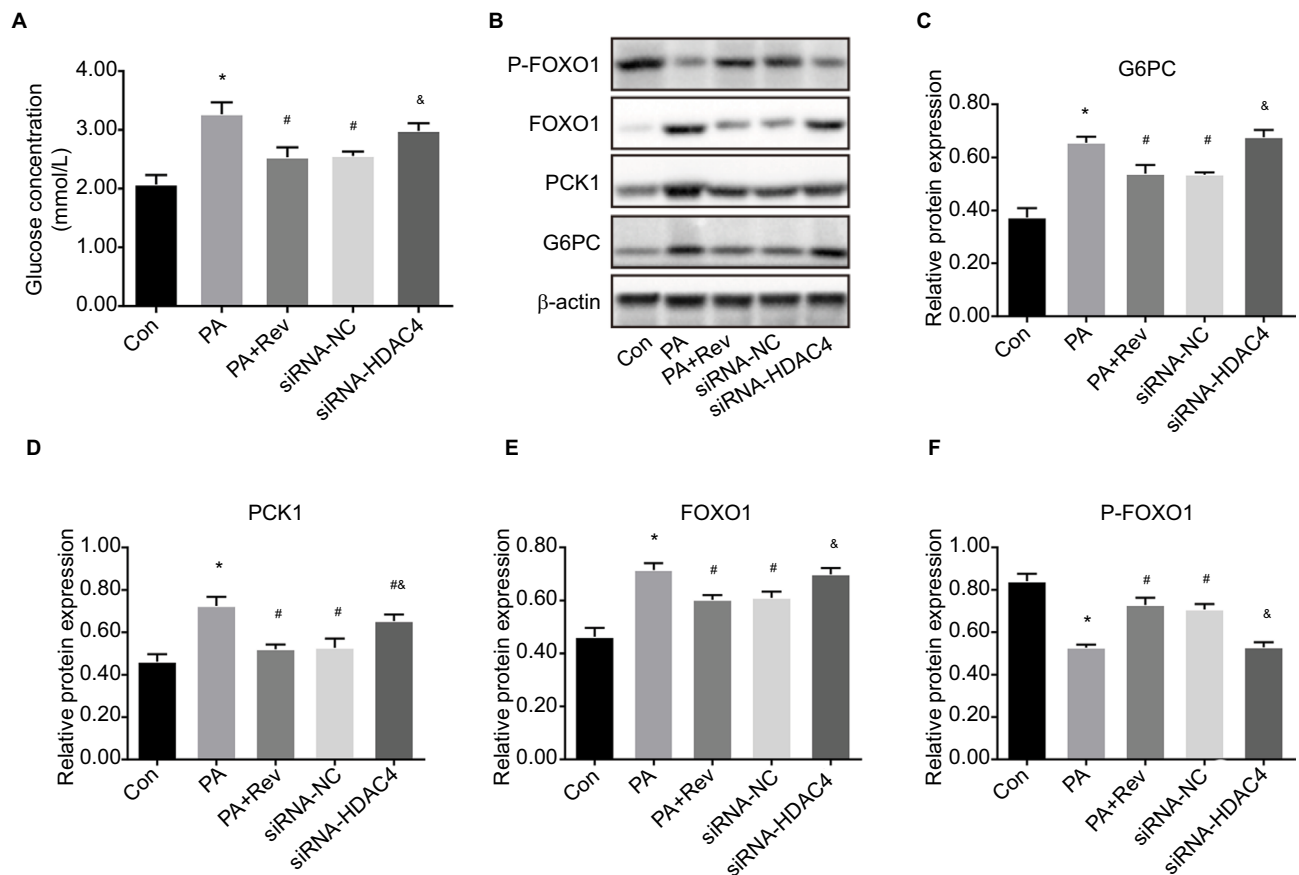 A
Glucose concentration
(mmol/L)
4.00
3.00
2.00
1.00
0.00
*
#
#
&
Con
PA
PA+Rev
siRNA-NC
siRNA-HDAC4
B
P-FOXO1
FOXO1
PCK1
G6PC
β-actin
Con
PA
PA+Rev
siRNA-NC
siRNA-HDAC4
C
G6PC
Relative protein expression
0.80
0.60
0.40
0.20
0.00
*
#
#
&
Con
PA
PA+Rev
siRNA-NC
siRNA-HDAC4
D
PCK1
Relative protein expression
1.00
0.80
0.60
0.40
0.20
0.00
*
#
#
#&
Con
PA
PA+Rev
siRNA-NC
siRNA-HDAC4
E
FOXO1
Relative protein expression
0.80
0.60
0.40
0.20
0.00
*
#
#
&
Con
PA
PA+Rev
siRNA-NC
siRNA-HDAC4
F
P-FOXO1
Relative protein expression
1.00
0.80
0.60
0.40
0.20
0.00
*
#
#
&
Con
PA
PA+Rev
siRNA-NC
siRNA-HDAC4